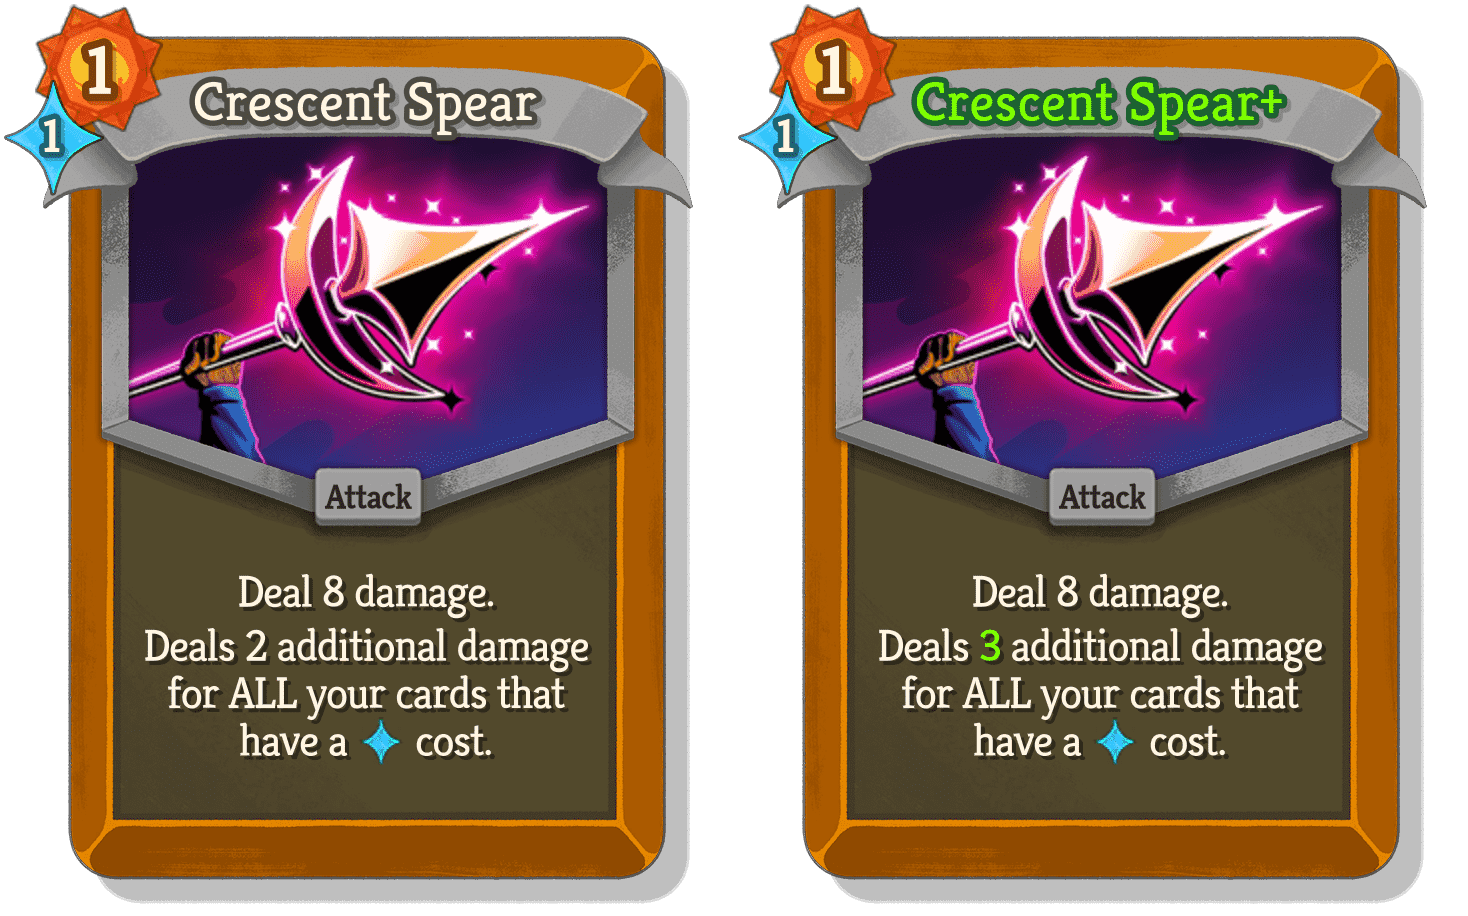 1
1
Crescent Spear
Attack
Deal 8 damage.
Deals 2 additional damage
for ALL your cards that
have a cost.
1
1
Crescent Spear+
Attack
Deal 8 damage.
Deals 3 additional damage
for ALL your cards that
have a cost.